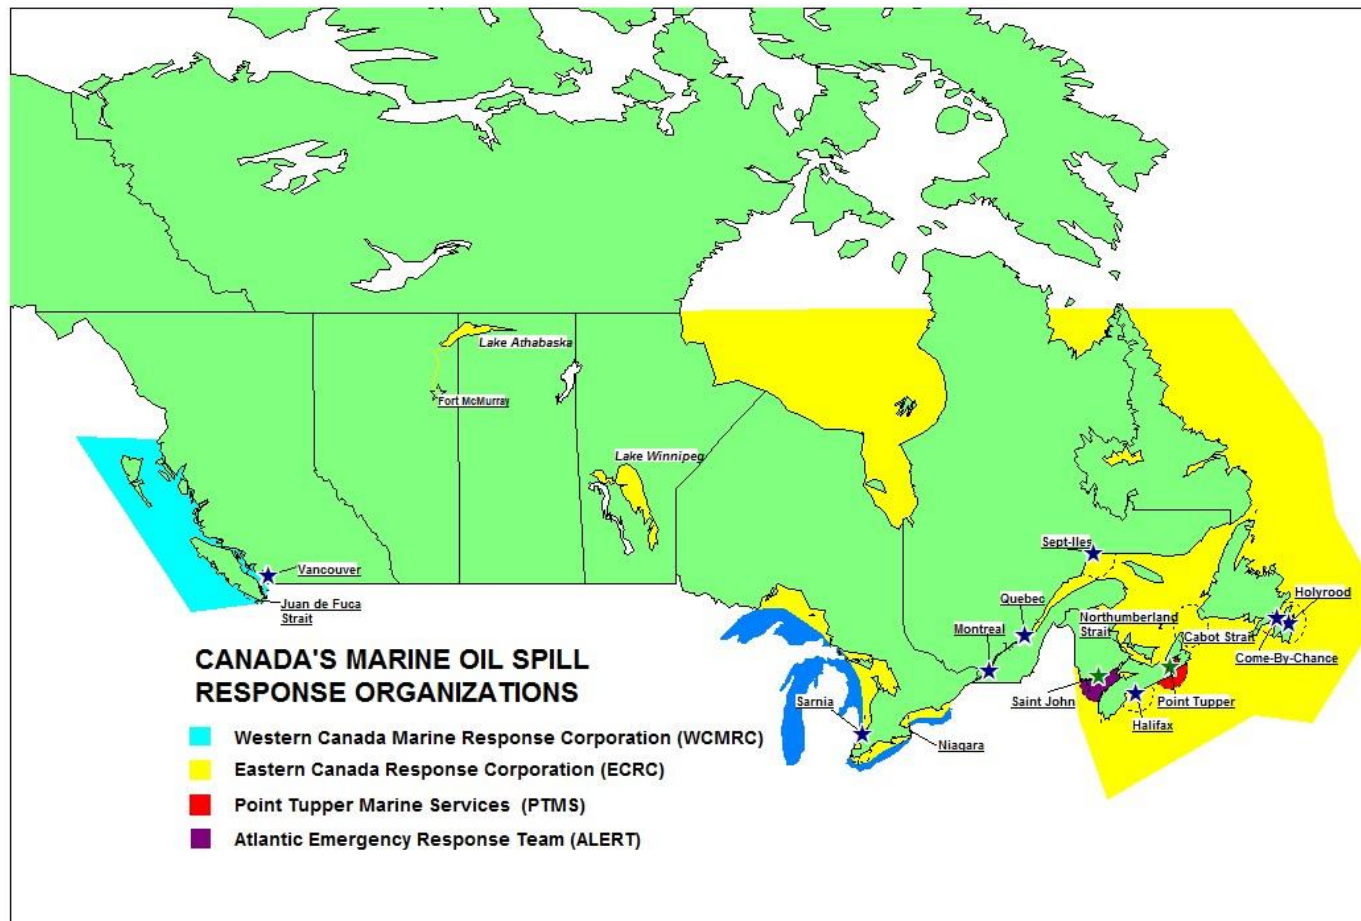 Lake Athabaska
Fort McMurray
Lake Winnipeg
Sept-Iles
Vancouver
Juan de Fuca
Strait
Quebec
Holyrood
Montreal
Northumberland
Strait
Cabot Strait
Come-By-Chance
CANADA'S MARINE OIL SPILL
RESPONSE ORGANIZATIONS
Sarnia
Saint John
Point Tupper
Halifax
Niagara
Western Canada Marine Response Corporation (WCMRC)
Eastern Canada Response Corporation (ECRC)
Point Tupper Marine Services (PTMS)
Atlantic Emergency Response Team (ALERT)